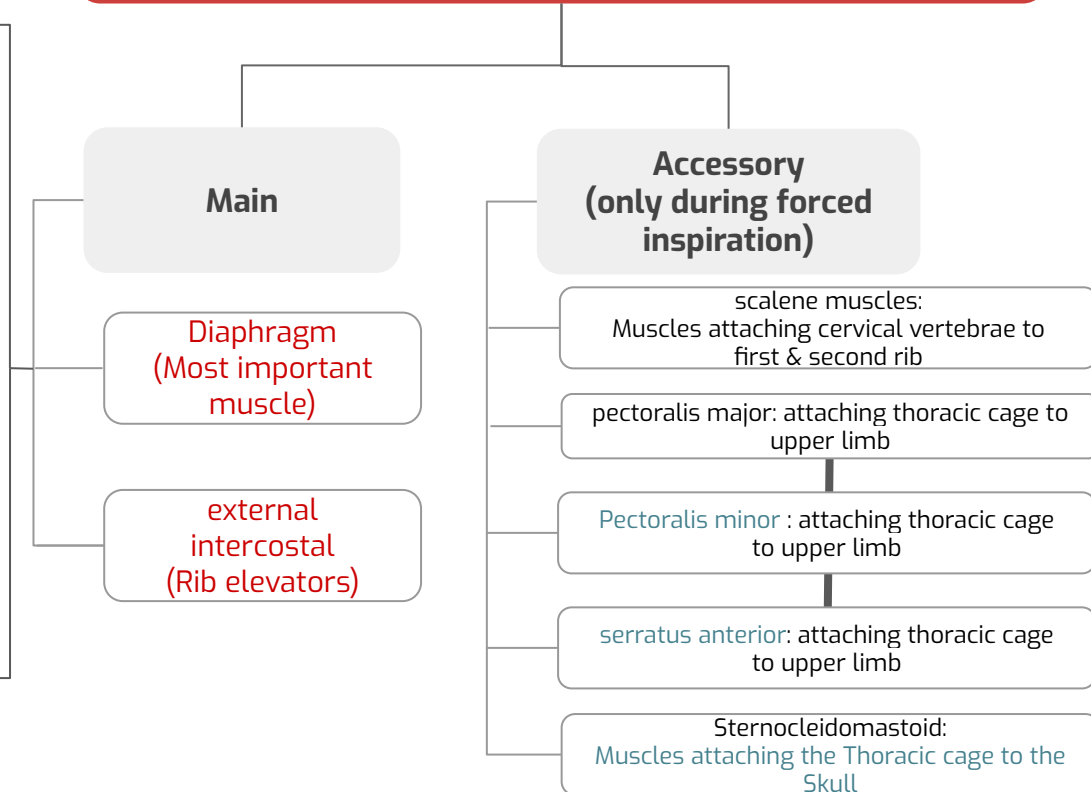 Main
Accessory
(only during forced
inspiration)
Diaphragm
(Most important
muscle)
external
intercostal
(Rib elevators)
scalene muscles:
Muscles attaching cervical vertebrae to
first & second rib
pectoralis major: attaching thoracic cage to
upper limb
Pectoralis minor : attaching thoracic cage
to upper limb
serratus anterior: attaching thoracic cage
to upper limb
Sternocleidomastoid:
Muscles attaching the Thoracic cage to the
Skull